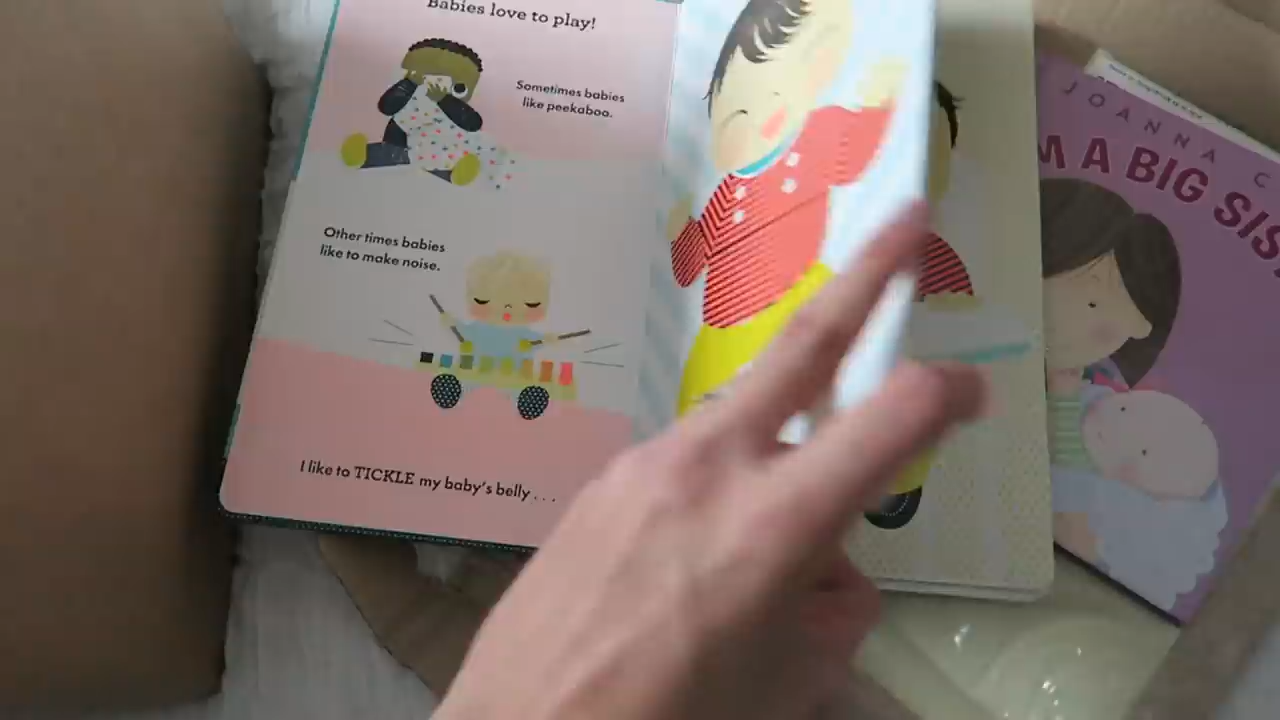 Babies love to play!
Sometimes babies
like peekaboo.
Other times babies
like to make noise.
I like to TICKLE my baby's belly . . .
JOANNA C
M A BIG SIS